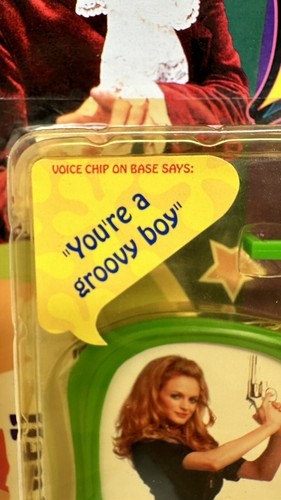 VOICE CHIP ON BASE SAYS:
"You're a
groovy boy"